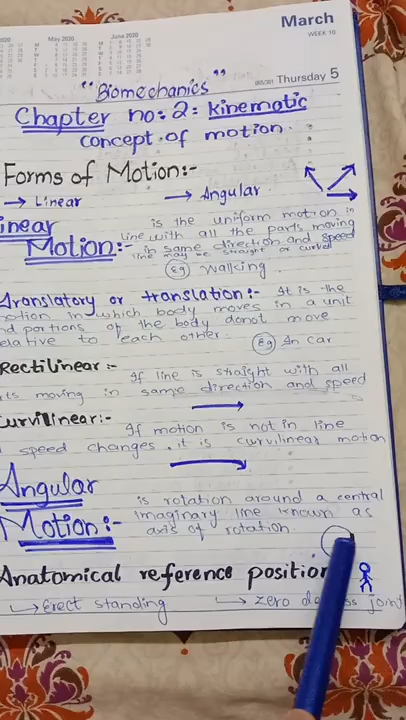 March
WEEK 10
May 2020
June 2020
Thursday 5
"Biomechanics"
Chapter no: 2: kinematic
concept of motion.
Forms of Motion:-
→ Linear → Angular
inear
Motion:-
is the uniform motion in
line with all the parts moving
in same direction and speed
line may be straight or curved
Eg walking.
translatory or translation:- It is the
motion in which body moves in a unit
nd portions of the body donot move
elative to each other. Eg In car
Rectilinear:-
If line is straight with all
rts moving in same direction and speed
Curvilinear:-
If motion is not in line
speed changes. it is curvilinear motion
Angular
Motion:-
is rotation around a central
imaginary line known as
axis of rotation.
Anatomical reference position
↳ Erect standing ↳ zero joint